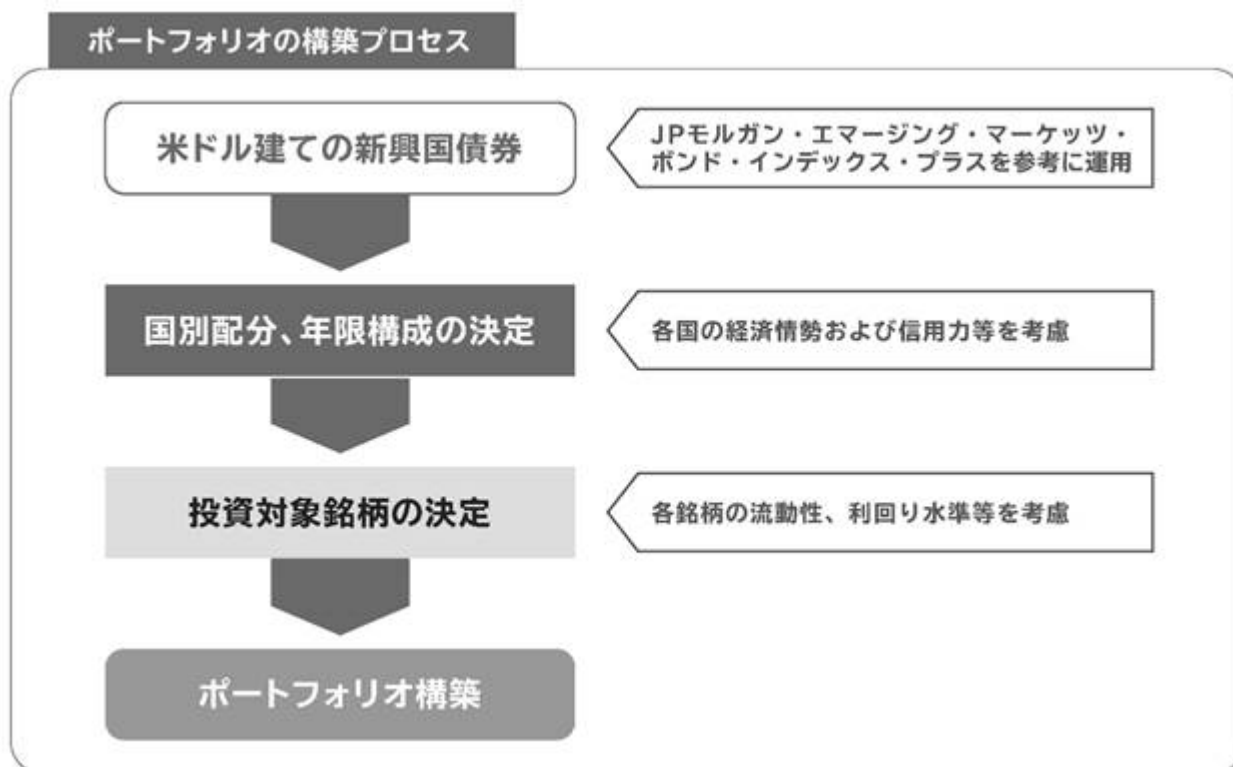 ポートフォリオの構築プロセス
米ドル建ての新興国債券
JPモルガン・エマージング・マーケッツ・
ボンド・インデックス・プラスを参考に運用
国別配分、年限構成の決定
各国の経済情勢および信用力等を考慮
投資対象銘柄の決定
各銘柄の流動性、利回り水準等を考慮
ポートフォリオ構築